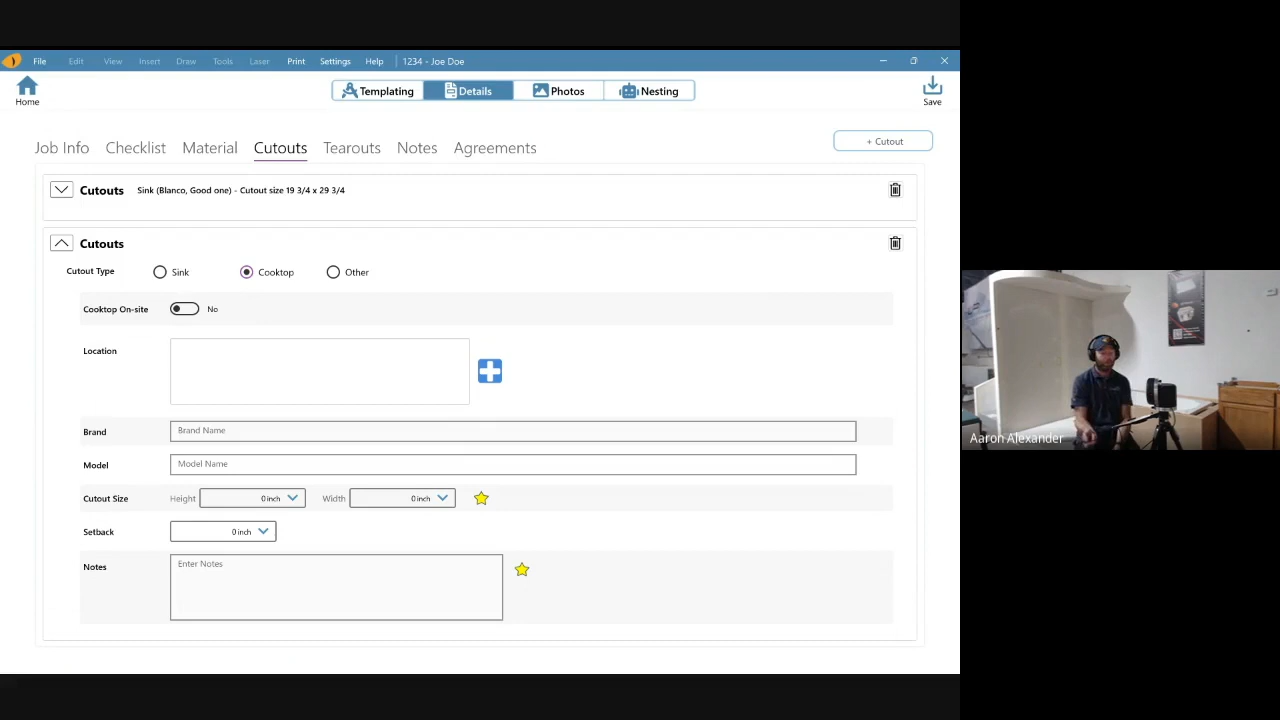 File Edit View Insert Draw Tools Laser Print Settings Help 1234 - Joe Doe
Home
Templating Details Photos Nesting
Save
Job Info Checklist Material Cutouts Tearouts Notes Agreements
+ Cutout
Cutouts Sink (Blanco, Good one) - Cutout size 19 3/4 x 29 3/4
Cutouts
Cutout Type Sink Cooktop Other
Cooktop On-site No
Location
Brand Brand Name
Model Model Name
Cutout Size Height 0 inch Width 0 inch
Setback 0 inch
Notes Enter Notes
Aaron Alexander